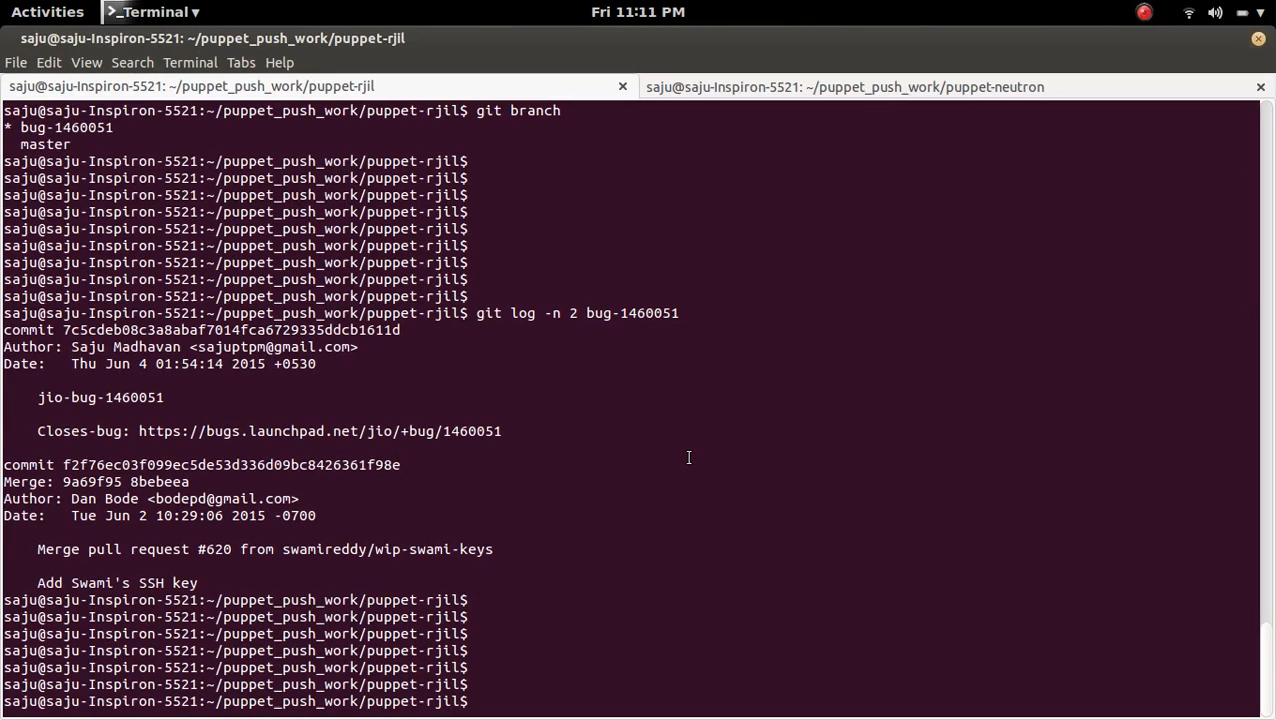 Activities >_Terminal ▾ Fri 11:11 PM
saju@saju-Inspiron-5521: ~/puppet_push_work/puppet-rjil
File Edit View Search Terminal Tabs Help
saju@saju-Inspiron-5521: ~/puppet_push_work/puppet-rjil × saju@saju-Inspiron-5521: ~/puppet_push_work/puppet-neutron ×
saju@saju-Inspiron-5521:~/puppet_push_work/puppet-rjil$ git branch
* bug-1460051
  master
saju@saju-Inspiron-5521:~/puppet_push_work/puppet-rjil$
saju@saju-Inspiron-5521:~/puppet_push_work/puppet-rjil$
saju@saju-Inspiron-5521:~/puppet_push_work/puppet-rjil$
saju@saju-Inspiron-5521:~/puppet_push_work/puppet-rjil$
saju@saju-Inspiron-5521:~/puppet_push_work/puppet-rjil$
saju@saju-Inspiron-5521:~/puppet_push_work/puppet-rjil$
saju@saju-Inspiron-5521:~/puppet_push_work/puppet-rjil$
saju@saju-Inspiron-5521:~/puppet_push_work/puppet-rjil$
saju@saju-Inspiron-5521:~/puppet_push_work/puppet-rjil$
saju@saju-Inspiron-5521:~/puppet_push_work/puppet-rjil$ git log -n 2 bug-1460051
commit 7c5cdeb08c3a8abaf7014fca6729335ddcb1611d
Author: Saju Madhavan <sajuptpm@gmail.com>
Date:   Thu Jun 4 01:54:14 2015 +0530
    jio-bug-1460051
    Closes-bug: https://bugs.launchpad.net/jio/+bug/1460051
commit f2f76ec03f099ec5de53d336d09bc8426361f98e
Merge: 9a69f95 8bebeea
Author: Dan Bode <bodepd@gmail.com>
Date:   Tue Jun 2 10:29:06 2015 -0700
    Merge pull request #620 from swamireddy/wip-swami-keys
    Add Swami's SSH key
saju@saju-Inspiron-5521:~/puppet_push_work/puppet-rjil$
saju@saju-Inspiron-5521:~/puppet_push_work/puppet-rjil$
saju@saju-Inspiron-5521:~/puppet_push_work/puppet-rjil$
saju@saju-Inspiron-5521:~/puppet_push_work/puppet-rjil$
saju@saju-Inspiron-5521:~/puppet_push_work/puppet-rjil$
saju@saju-Inspiron-5521:~/puppet_push_work/puppet-rjil$
saju@saju-Inspiron-5521:~/puppet_push_work/puppet-rjil$